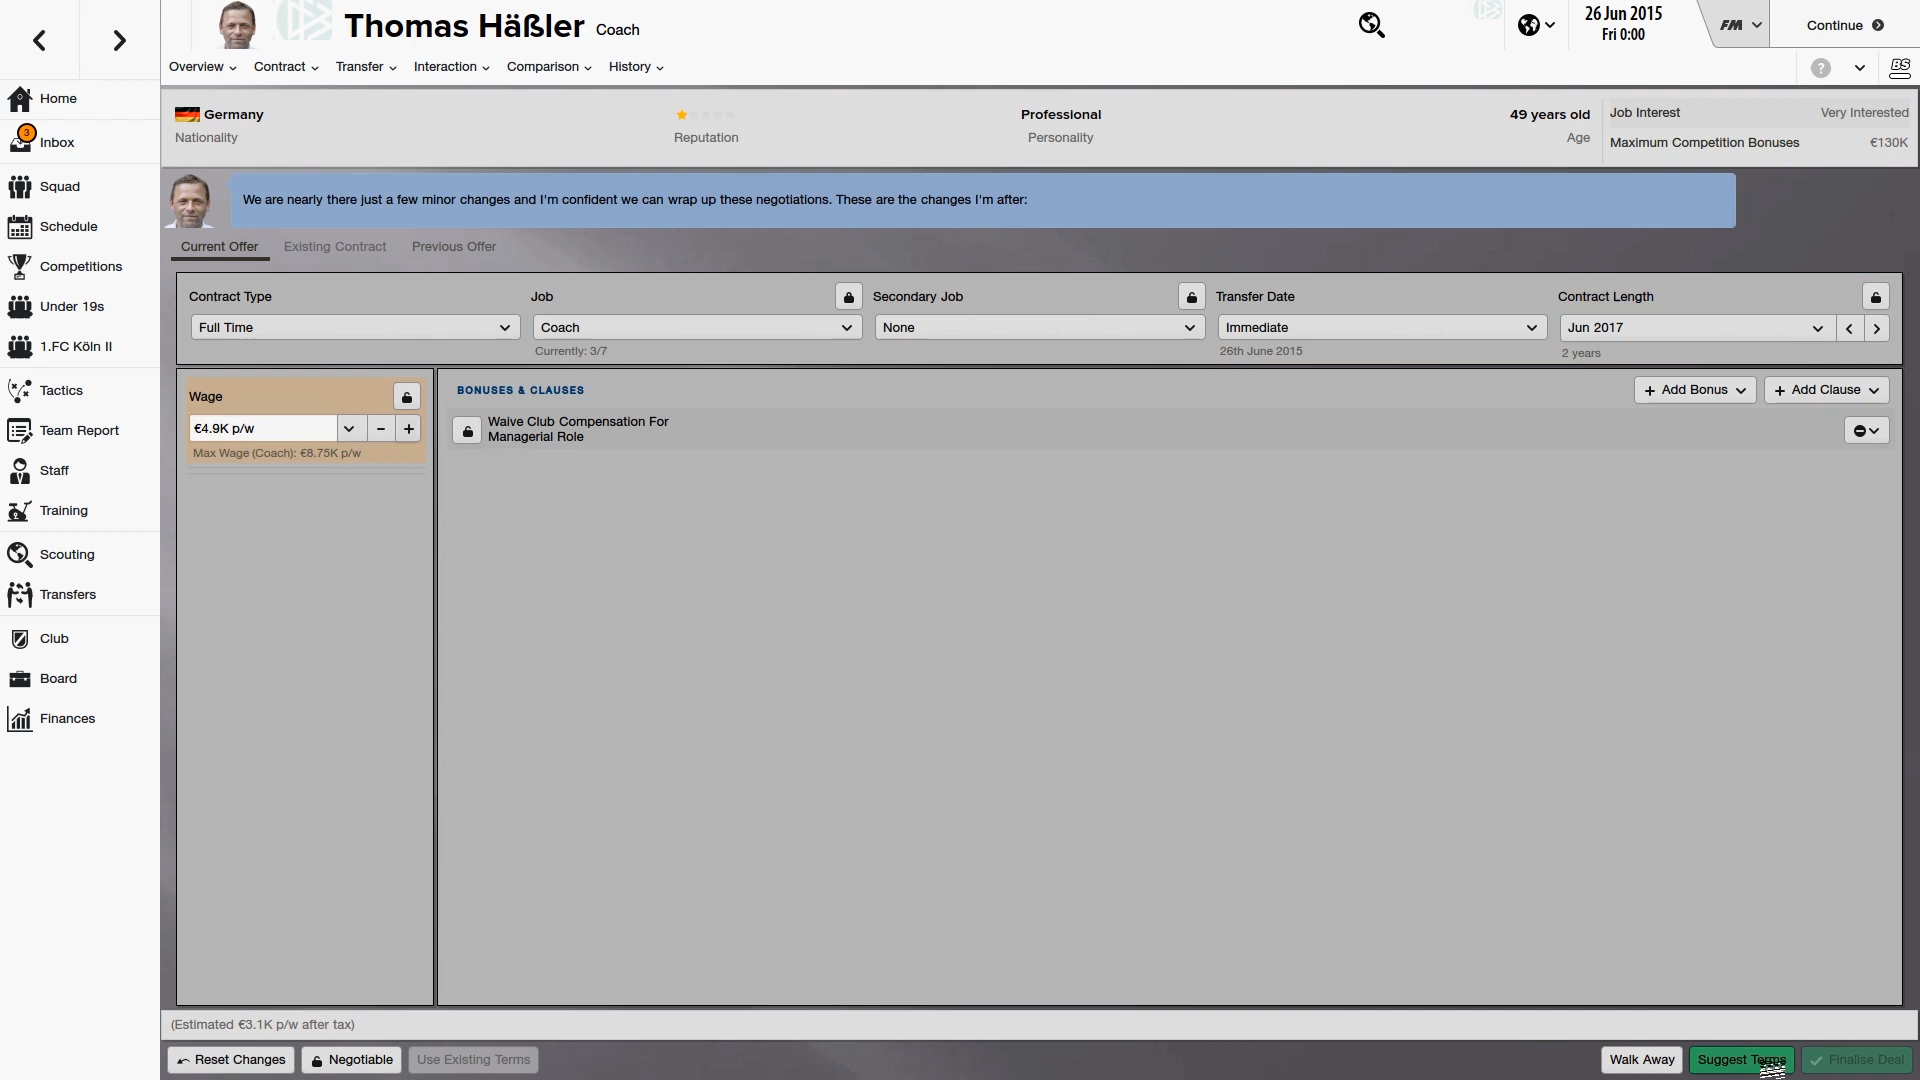 Thomas Häßler Coach
26 Jun 2015
Fri 0:00
FM
Continue
Overview
Contract
Transfer
Interaction
Comparison
History
?
BS
Home
3
Inbox
Squad
Schedule
Competitions
Under 19s
1.FC Köln II
Tactics
Team Report
Staff
Training
Scouting
Transfers
Club
Board
Finances
Germany
Nationality
Reputation
Professional
Personality
49 years old
Age
Job Interest Very Interested
Maximum Competition Bonuses €130K
We are nearly there just a few minor changes and I'm confident we can wrap up these negotiations. These are the changes I'm after:
Current Offer
Existing Contract
Previous Offer
Contract Type
Full Time
Job
Coach
Currently: 3/7
Secondary Job
None
Transfer Date
Immediate
26th June 2015
Contract Length
Jun 2017
2 years
Wage
€4.9K p/w
Max Wage (Coach): €8.75K p/w
BONUSES & CLAUSES
Add Bonus
Add Clause
Waive Club Compensation For
Managerial Role
(Estimated €3.1K p/w after tax)
Reset Changes
Negotiable
Use Existing Terms
Walk Away
Suggest Terms
Finalise Deal